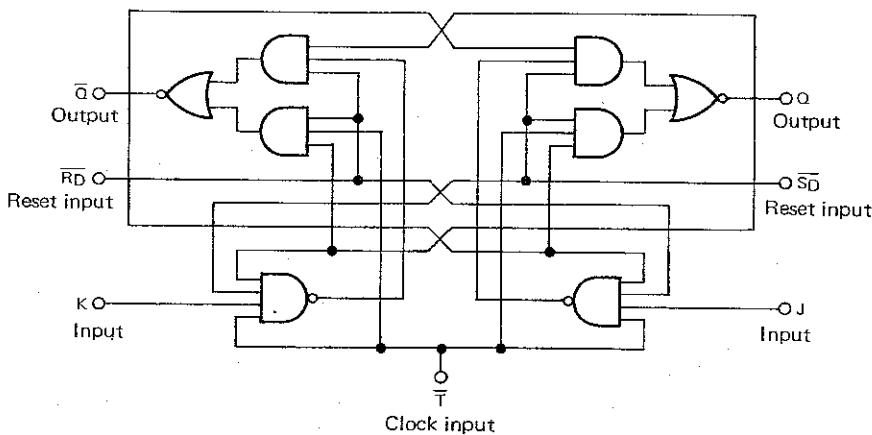 Q̅
Output
Q
Output
R̅D̅
Reset input
S̅D̅
Reset input
K
Input
J
Input
T̅
Clock input